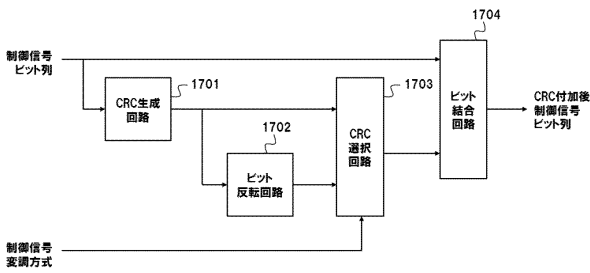 1704
制御信号
ビット列
1701
1703
CRC生成
回路
1702
CRC
選択
回路
ビット
結合
回路
CRC付加後
制御信号
ビット列
ビット
反転回路
制御信号
変調方式